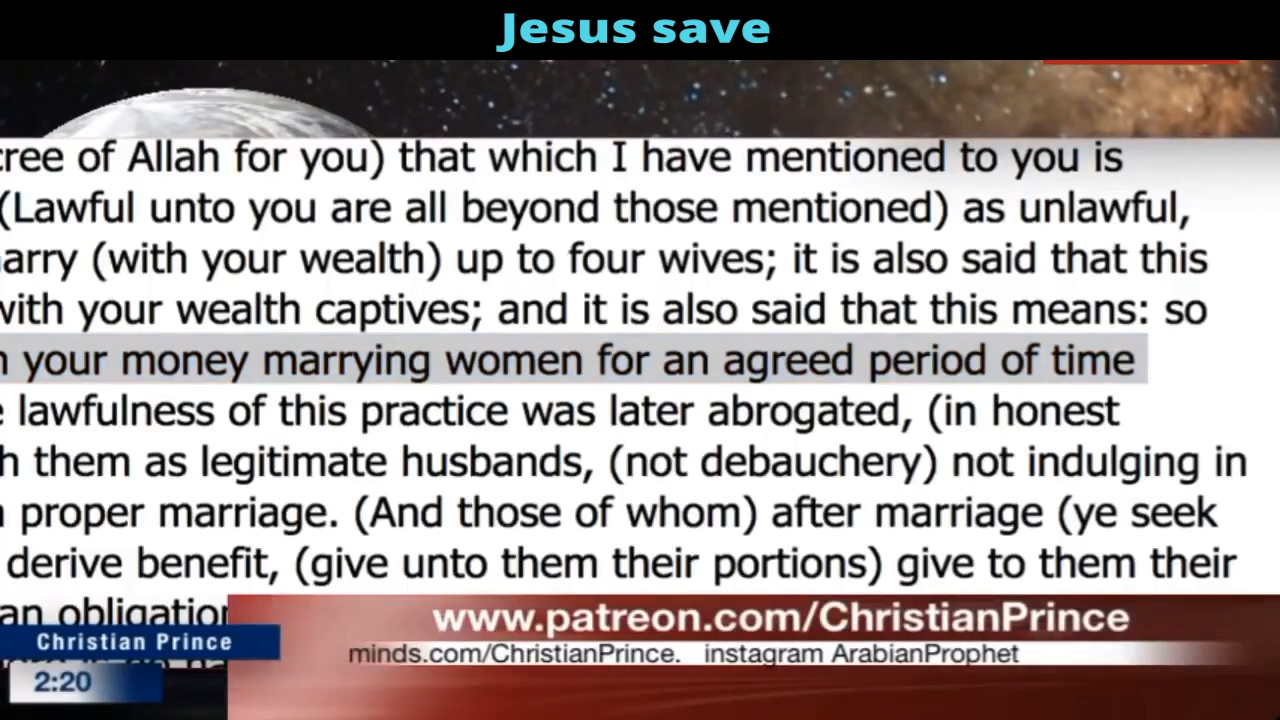 Jesus save
cree of Allah for you) that which I have mentioned to you is
(Lawful unto you are all beyond those mentioned) as unlawful,
arry (with your wealth) up to four wives; it is also said that this
with your wealth captives; and it is also said that this means: so
your money marrying women for an agreed period of time
lawfulness of this practice was later abrogated, (in honest
them as legitimate husbands, (not debauchery) not indulging in
proper marriage. (And those of whom) after marriage (ye seek
derive benefit, (give unto them their portions) give to them their
an obligation
www.patreon.com/ChristianPrince
Christian Prince
minds.com/ChristianPrince. instagram ArabianProphet
2:20